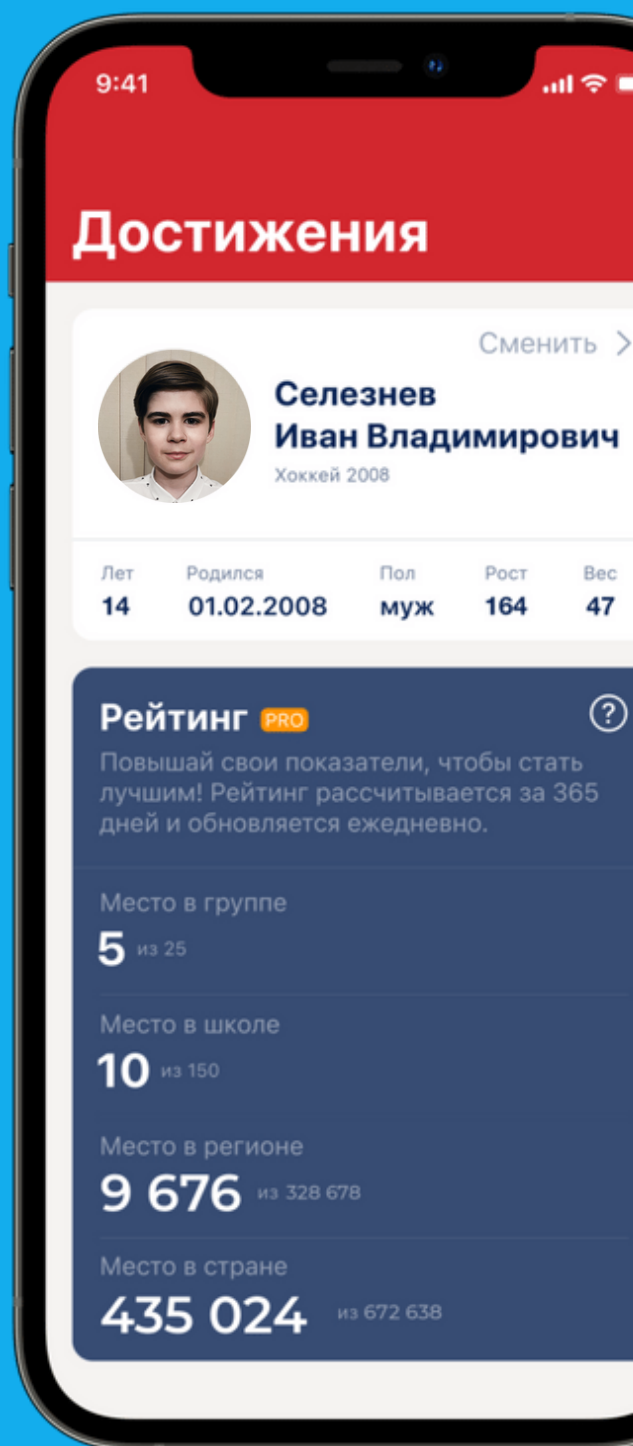 9:41
Достижения
Сменить >
Селезнев
Иван Владимирович
Хоккей 2008
Лет Родился Пол Рост Вес
14 01.02.2008 муж 164 47
Рейтинг PRO ?
Повышай свои показатели, чтобы стать
лучшим! Рейтинг рассчитывается за 365
дней и обновляется ежедневно.
Место в группе
5 из 25
Место в школе
10 из 150
Место в регионе
9 676 из 328 678
Место в стране
435 024 из 672 638